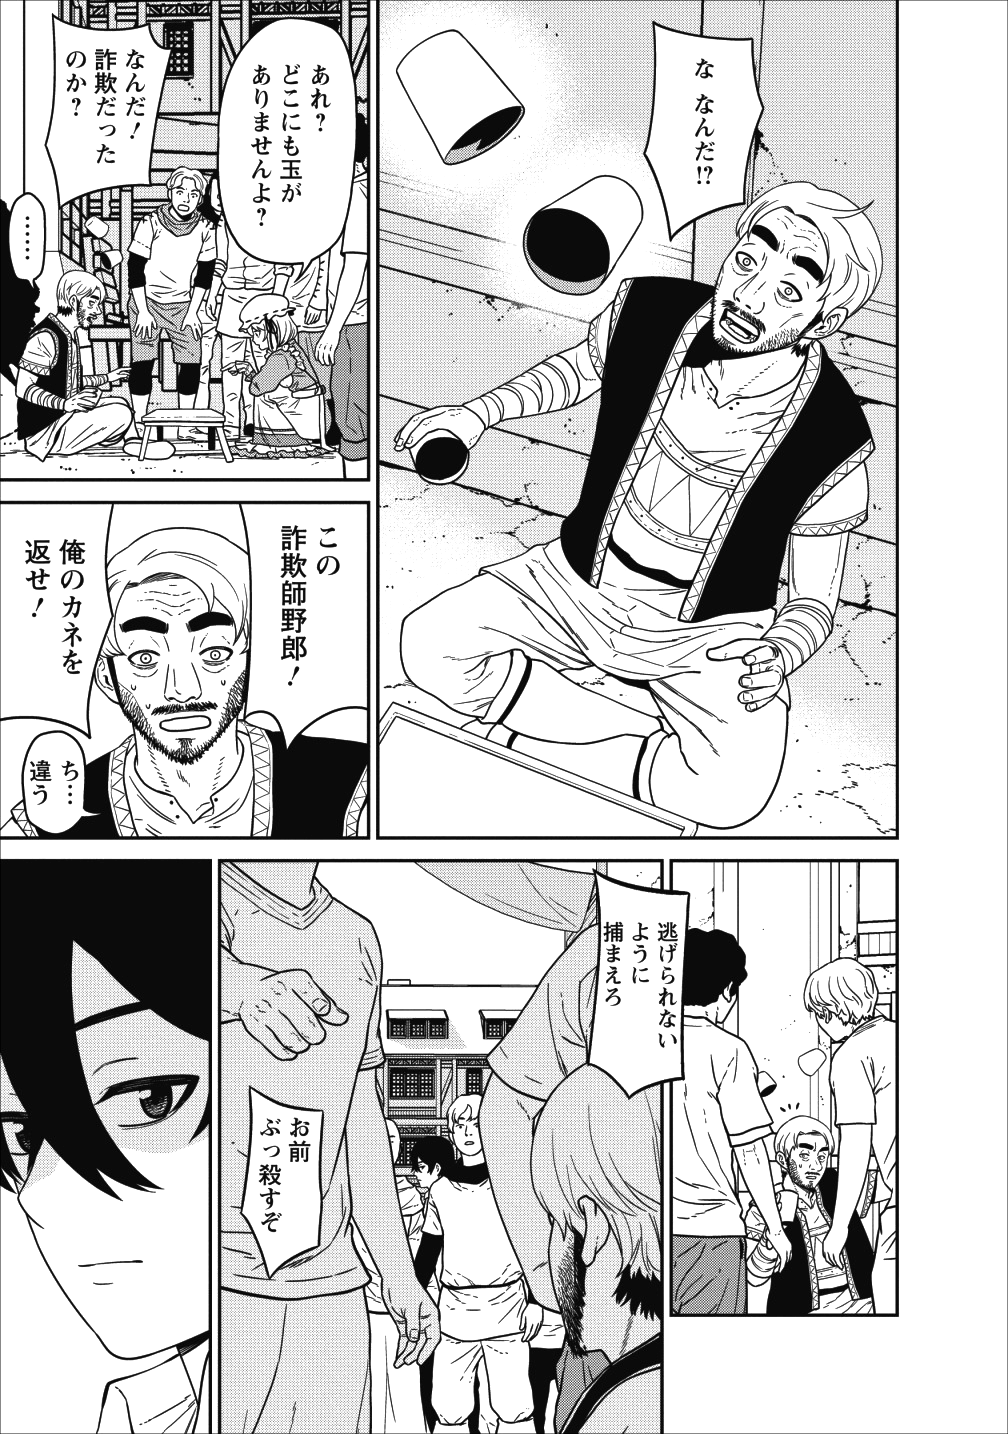 な なんだ!?
あれ？
どこにも玉が
ありませんよ？
なんだ！
詐欺だった
のか？
……
この
詐欺師野郎！
俺のカネを
返せ！
ち…
違う
逃げられない
ように
捕まえろ
お前
ぶっ殺すぞ